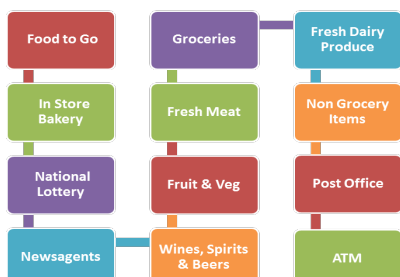 Food to Go
In Store
Bakery
National
Lottery
Newsagents
Wines, Spirits
& Beers
Fruit & Veg
Fresh Meat
Groceries
Fresh Dairy
Produce
Non Grocery
Items
Post Office
ATM